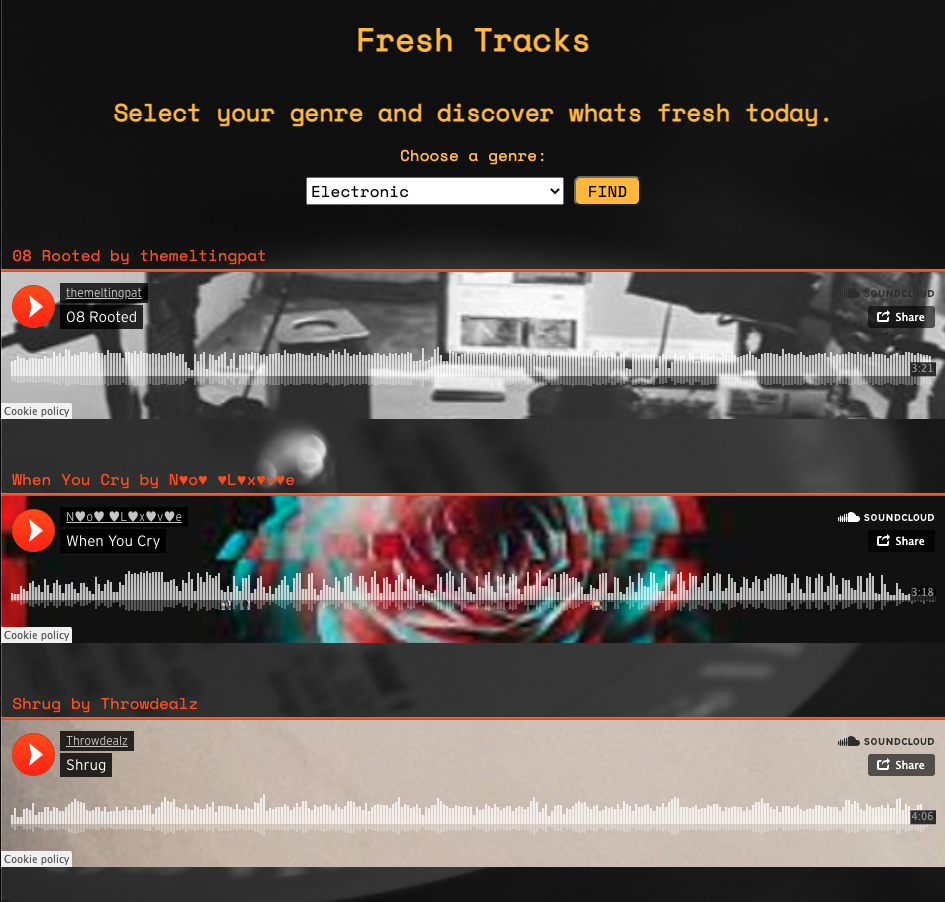 Fresh Tracks
Select your genre and discover whats fresh today.
Choose a genre:
Electronic FIND
08 Rooted by themeltingpat
themeltingpat SOUNDCLOUD
08 Rooted Share
3:21
Cookie policy
When You Cry by N♥o♥ ♥L♥x♥v♥e
N♥o♥ ♥L♥x♥v♥e SOUNDCLOUD
When You Cry Share
3:18
Cookie policy
Shrug by Throwdealz
Throwdealz SOUNDCLOUD
Shrug Share
4:06
Cookie policy